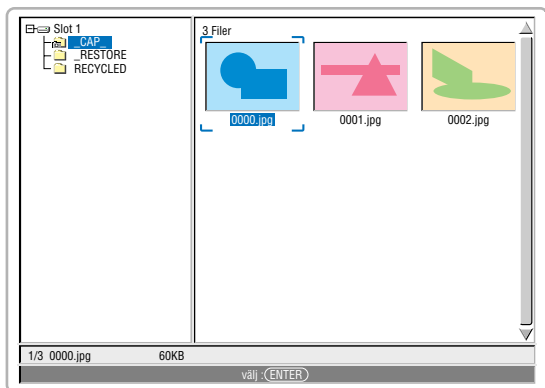 Slot 1
_CAP_
_RESTORE
RECYCLED
3 Filer
0000.jpg
0001.jpg
0002.jpg
1/3 0000.jpg 60KB
välj :(ENTER)